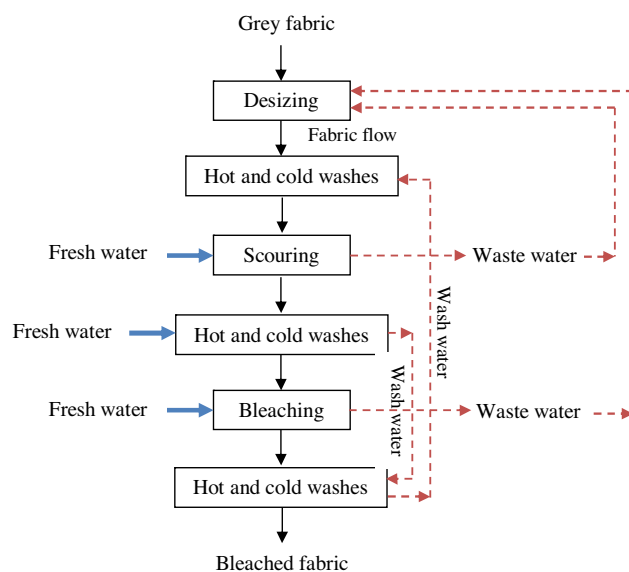 Grey fabric
Desizing
Fabric flow
Hot and cold washes
Fresh water
Scouring
Waste water
Wash water
Fresh water
Hot and cold washes
Wash water
Fresh water
Bleaching
Waste water
Hot and cold washes
Bleached fabric